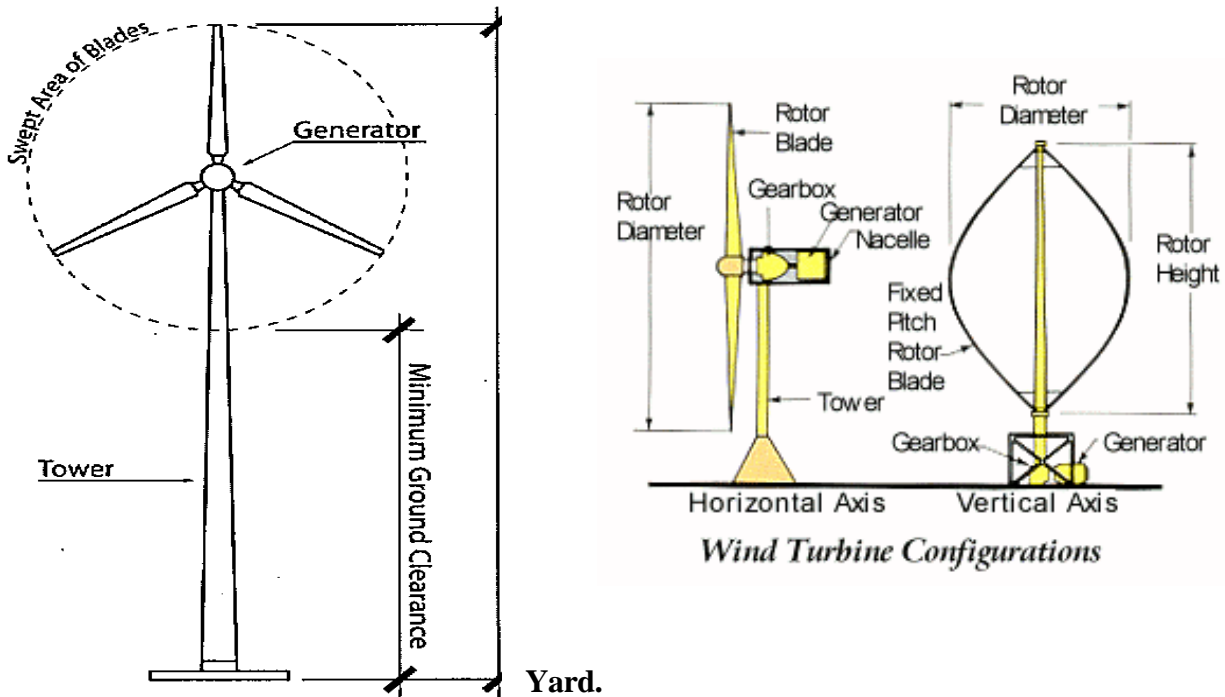 Swept Area of Blades
Generator
Tower
Minimum Ground Clearance
Yard.
Rotor
Diameter
Rotor
Blade
Gearbox
Generator
Nacelle
Tower
Horizontal Axis
Rotor
Diameter
Rotor
Height
Fixed
Pitch
Rotor
Blade
Gearbox
Generator
Vertical Axis
Wind Turbine Configurations